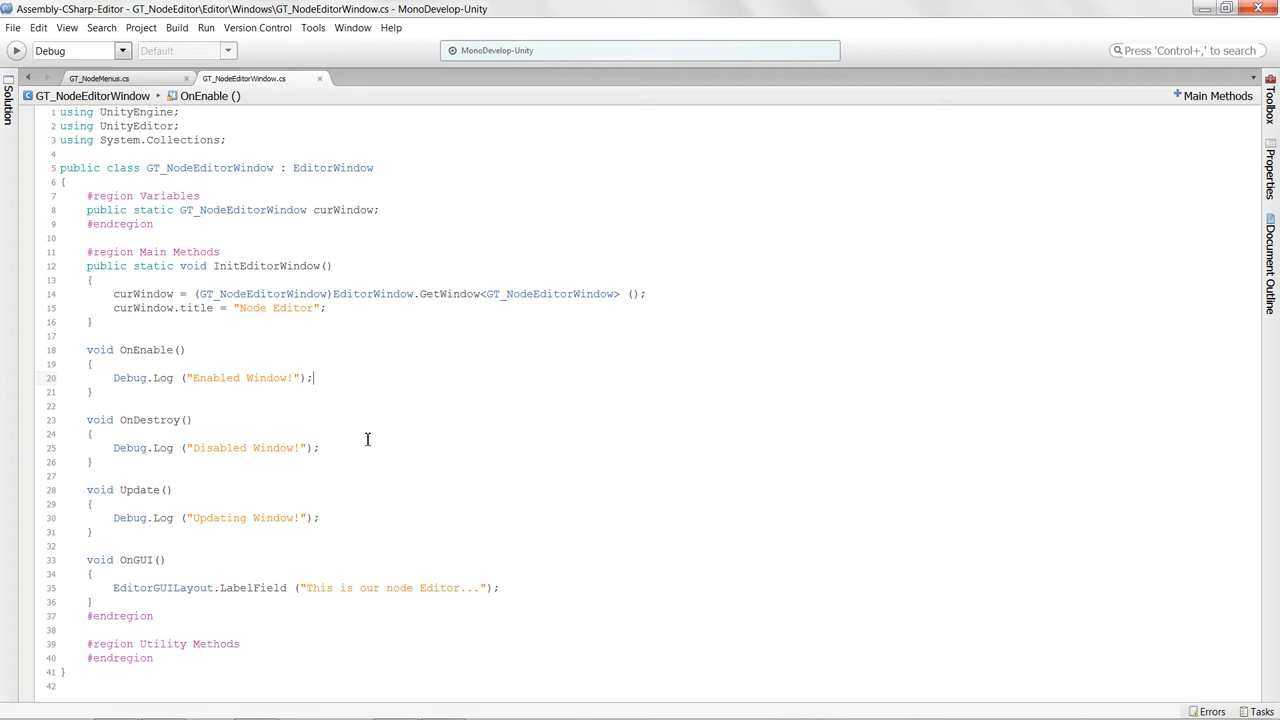 Assembly-CSharp-Editor - GT_NodeEditor\Editor\Windows\GT_NodeEditorWindow.cs - MonoDevelop-Unity
File Edit View Search Project Build Run Version Control Tools Window Help
Debug Default MonoDevelop-Unity Press 'Control+,' to search
GT_NodeMenus.cs GT_NodeEditorWindow.cs
GT_NodeEditorWindow OnEnable () Main Methods
Solution
Toolbox
Properties
Document Outline
1 using UnityEngine;
2 using UnityEditor;
3 using System.Collections;
4
5 public class GT_NodeEditorWindow : EditorWindow
6 {
7 #region Variables
8 public static GT_NodeEditorWindow curWindow;
9 #endregion
10
11 #region Main Methods
12 public static void InitEditorWindow()
13 {
14 curWindow = (GT_NodeEditorWindow)EditorWindow.GetWindow<GT_NodeEditorWindow> ();
15 curWindow.title = "Node Editor";
16 }
17
18 void OnEnable()
19 {
20 Debug.Log ("Enabled Window!");
21 }
22
23 void OnDestroy()
24 {
25 Debug.Log ("Disabled Window!");
26 }
27
28 void Update()
29 {
30 Debug.Log ("Updating Window!");
31 }
32
33 void OnGUI()
34 {
35 EditorGUILayout.LabelField ("This is our node Editor...");
36 }
37 #endregion
38
39 #region Utility Methods
40 #endregion
41 }
42
Errors Tasks